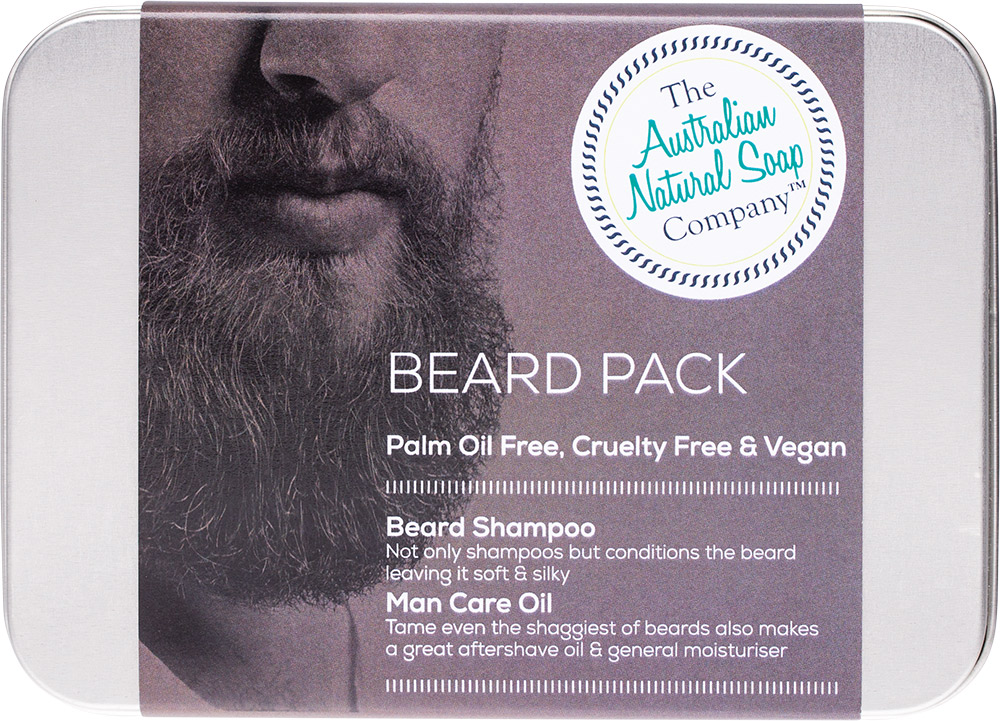 The
Australian
Natural Soap
Company™
BEARD PACK
Palm Oil Free, Cruelty Free & Vegan
Beard Shampoo
Not only shampoos but conditions the beard
leaving it soft & silky
Man Care Oil
Tame even the shaggiest of beards also makes
a great aftershave oil & general moisturiser